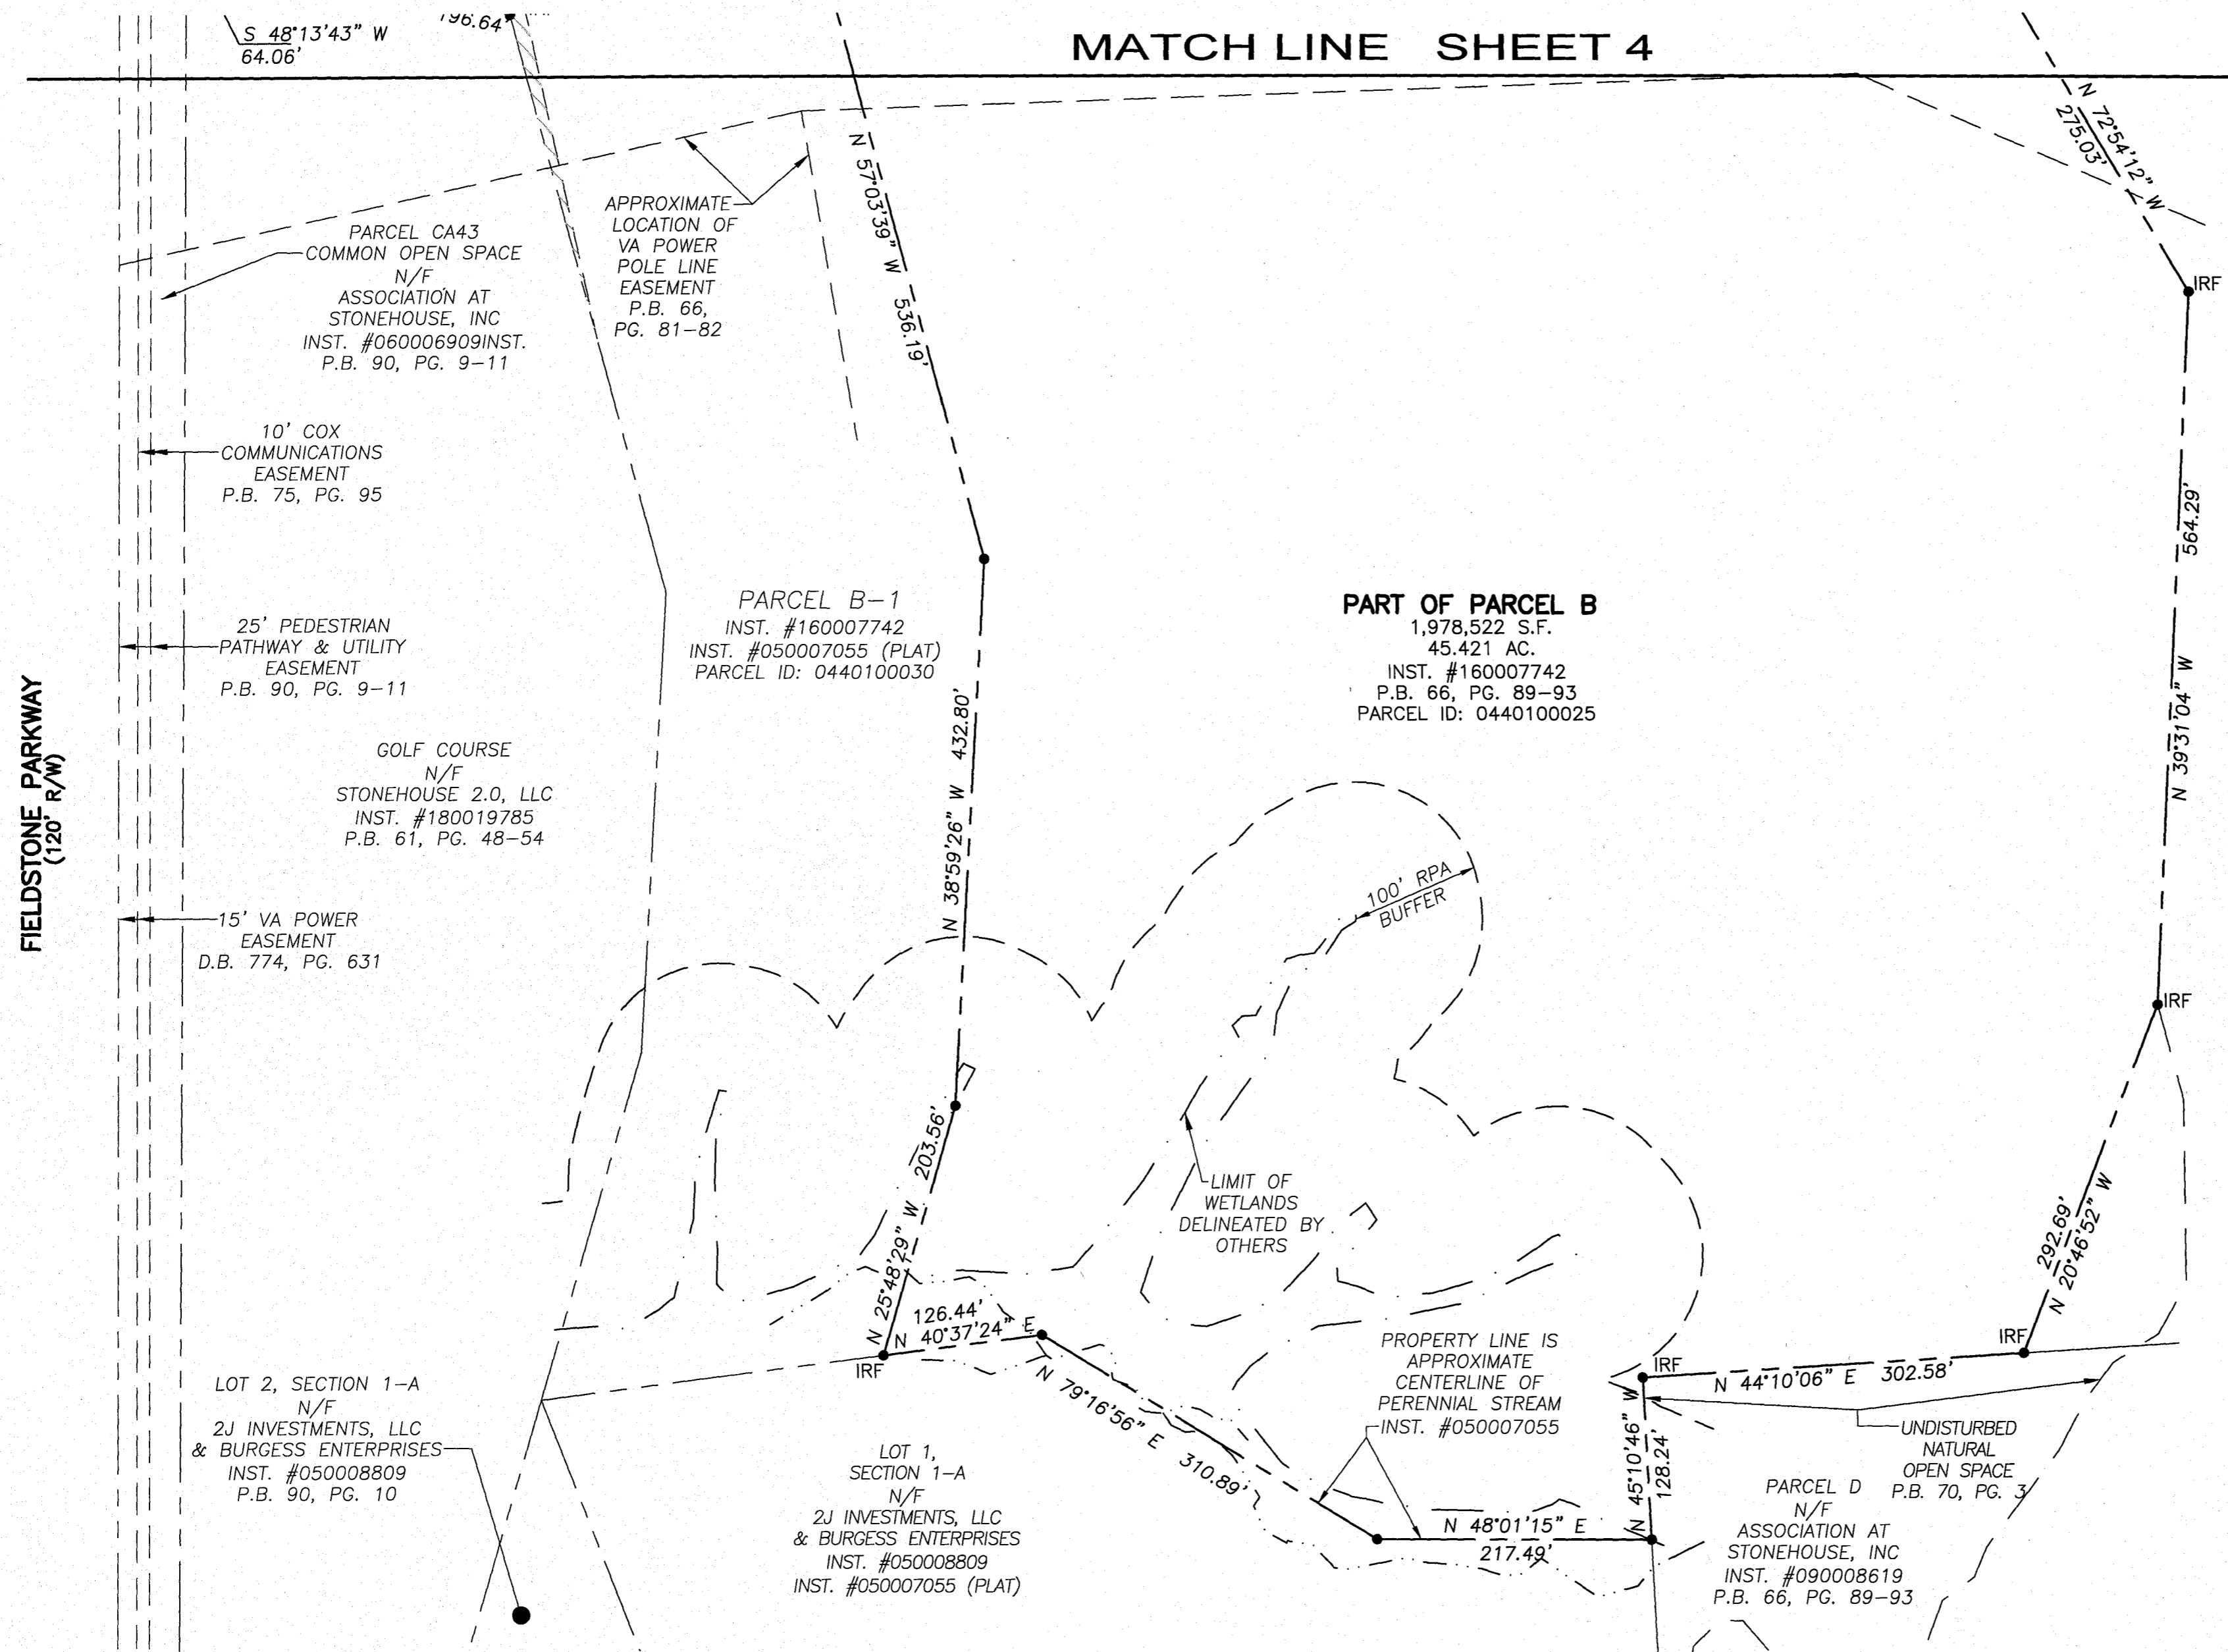 S 48°13'43" W
64.06'
196.64'
MATCH LINE SHEET 4
N 72°54'12" W
275.03'
N 57°03'39" W 536.19'
APPROXIMATE
LOCATION OF
VA POWER
POLE LINE
EASEMENT
P.B. 66,
PG. 81-82
PARCEL CA43
COMMON OPEN SPACE
N/F
ASSOCIATION AT
STONEHOUSE, INC
INST. #060006909INST.
P.B. 90, PG. 9-11
IRF
10' COX
COMMUNICATIONS
EASEMENT
P.B. 75, PG. 95
N 39°31'04" W 564.29'
PARCEL B-1
INST. #160007742
INST. #050007055 (PLAT)
PARCEL ID: 0440100030
PART OF PARCEL B
1,978,522 S.F.
45.421 AC.
INST. #160007742
P.B. 66, PG. 89-93
PARCEL ID: 0440100025
25' PEDESTRIAN
PATHWAY & UTILITY
EASEMENT
P.B. 90, PG. 9-11
FIELDSTONE PARKWAY
(120' R/W)
GOLF COURSE
N/F
STONEHOUSE 2.0, LLC
INST. #180019785
P.B. 61, PG. 48-54
N 38°59'26" W 432.80'
100' RPA
BUFFER
15' VA POWER
EASEMENT
D.B. 774, PG. 631
IRF
N 25°48'29" W 203.56'
LIMIT OF
WETLANDS
DELINEATED BY
OTHERS
292.69'
N 20°46'52" W
126.44'
N 40°37'24" E
IRF
N 79°16'56" E 310.89'
PROPERTY LINE IS
APPROXIMATE
CENTERLINE OF
PERENNIAL STREAM
INST. #050007055
IRF
IRF
N 44°10'06" E 302.58'
N 45°10'46" W
128.24'
UNDISTURBED
NATURAL
OPEN SPACE
P.B. 70, PG. 3
LOT 2, SECTION 1-A
N/F
2J INVESTMENTS, LLC
& BURGESS ENTERPRISES
INST. #050008809
P.B. 90, PG. 10
LOT 1,
SECTION 1-A
N/F
2J INVESTMENTS, LLC
& BURGESS ENTERPRISES
INST. #050008809
INST. #050007055 (PLAT)
N 48°01'15" E
217.49'
PARCEL D
N/F
ASSOCIATION AT
STONEHOUSE, INC
INST. #090008619
P.B. 66, PG. 89-93